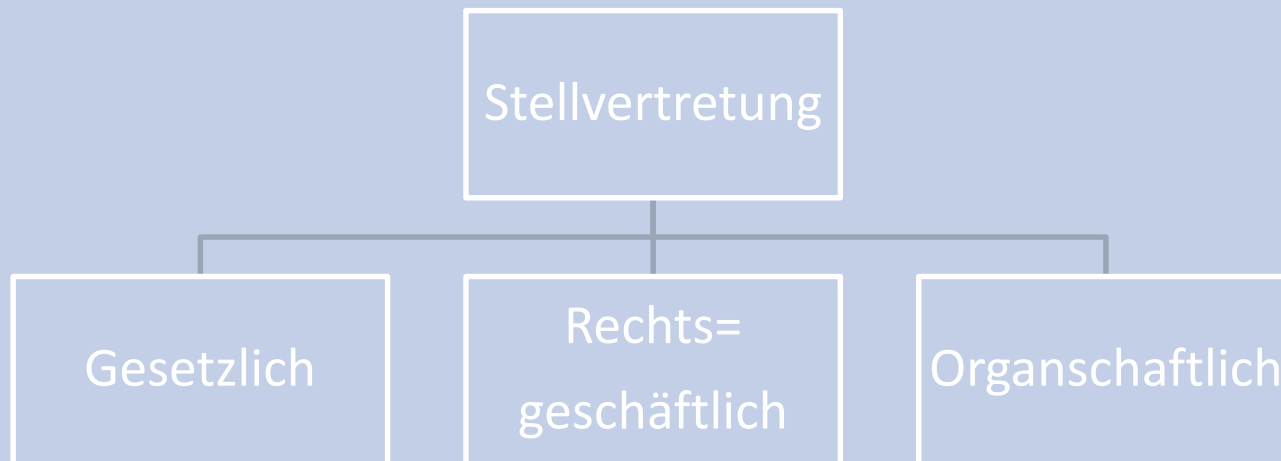 Stellvertretung
Gesetzlich
Rechts=
geschäftlich
Organschaftlich